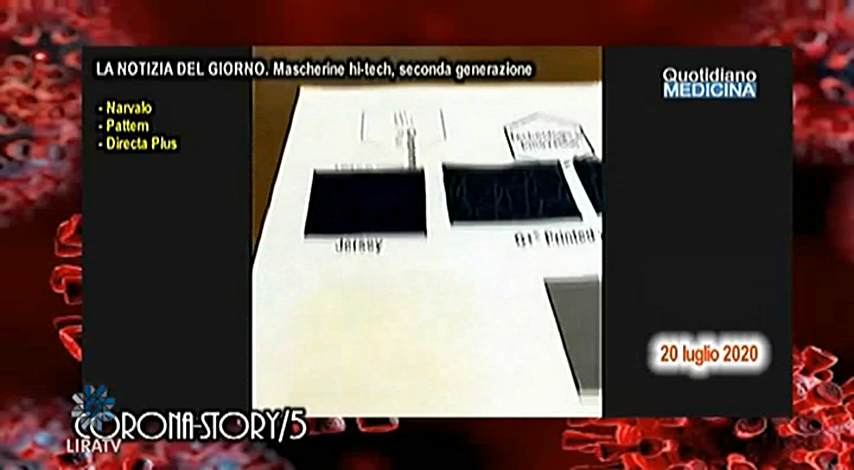 LA NOTIZIA DEL GIORNO. Mascherine hi-tech, seconda generazione
Quotidiano
MEDICINA
- Narvalo
- Pattern
- Directa Plus
Jersey
G+® Printed
20 luglio 2020
CORONA-STORY/5
LIRATV